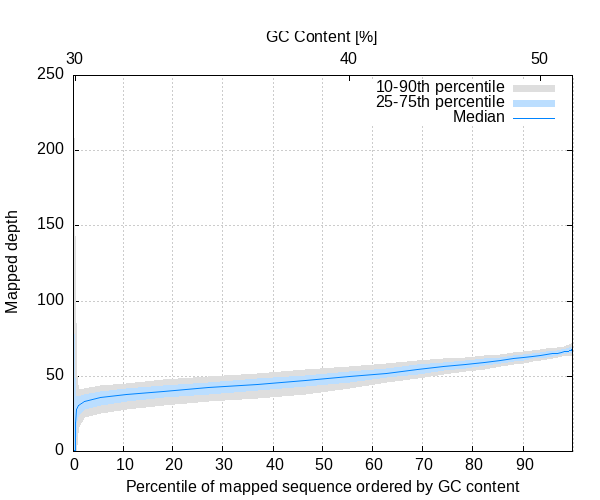 GC Content [%]
30 40 50
250
200
150
100
50
0
Mapped depth
10-90th percentile
25-75th percentile
Median
0 10 20 30 40 50 60 70 80 90
Percentile of mapped sequence ordered by GC content